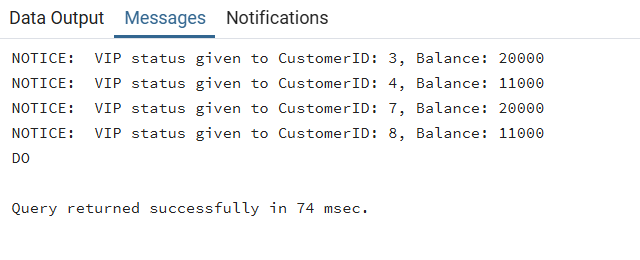 Data Output Messages Notifications
NOTICE:  VIP status given to CustomerID: 3, Balance: 20000
NOTICE:  VIP status given to CustomerID: 4, Balance: 11000
NOTICE:  VIP status given to CustomerID: 7, Balance: 20000
NOTICE:  VIP status given to CustomerID: 8, Balance: 11000
DO
Query returned successfully in 74 msec.